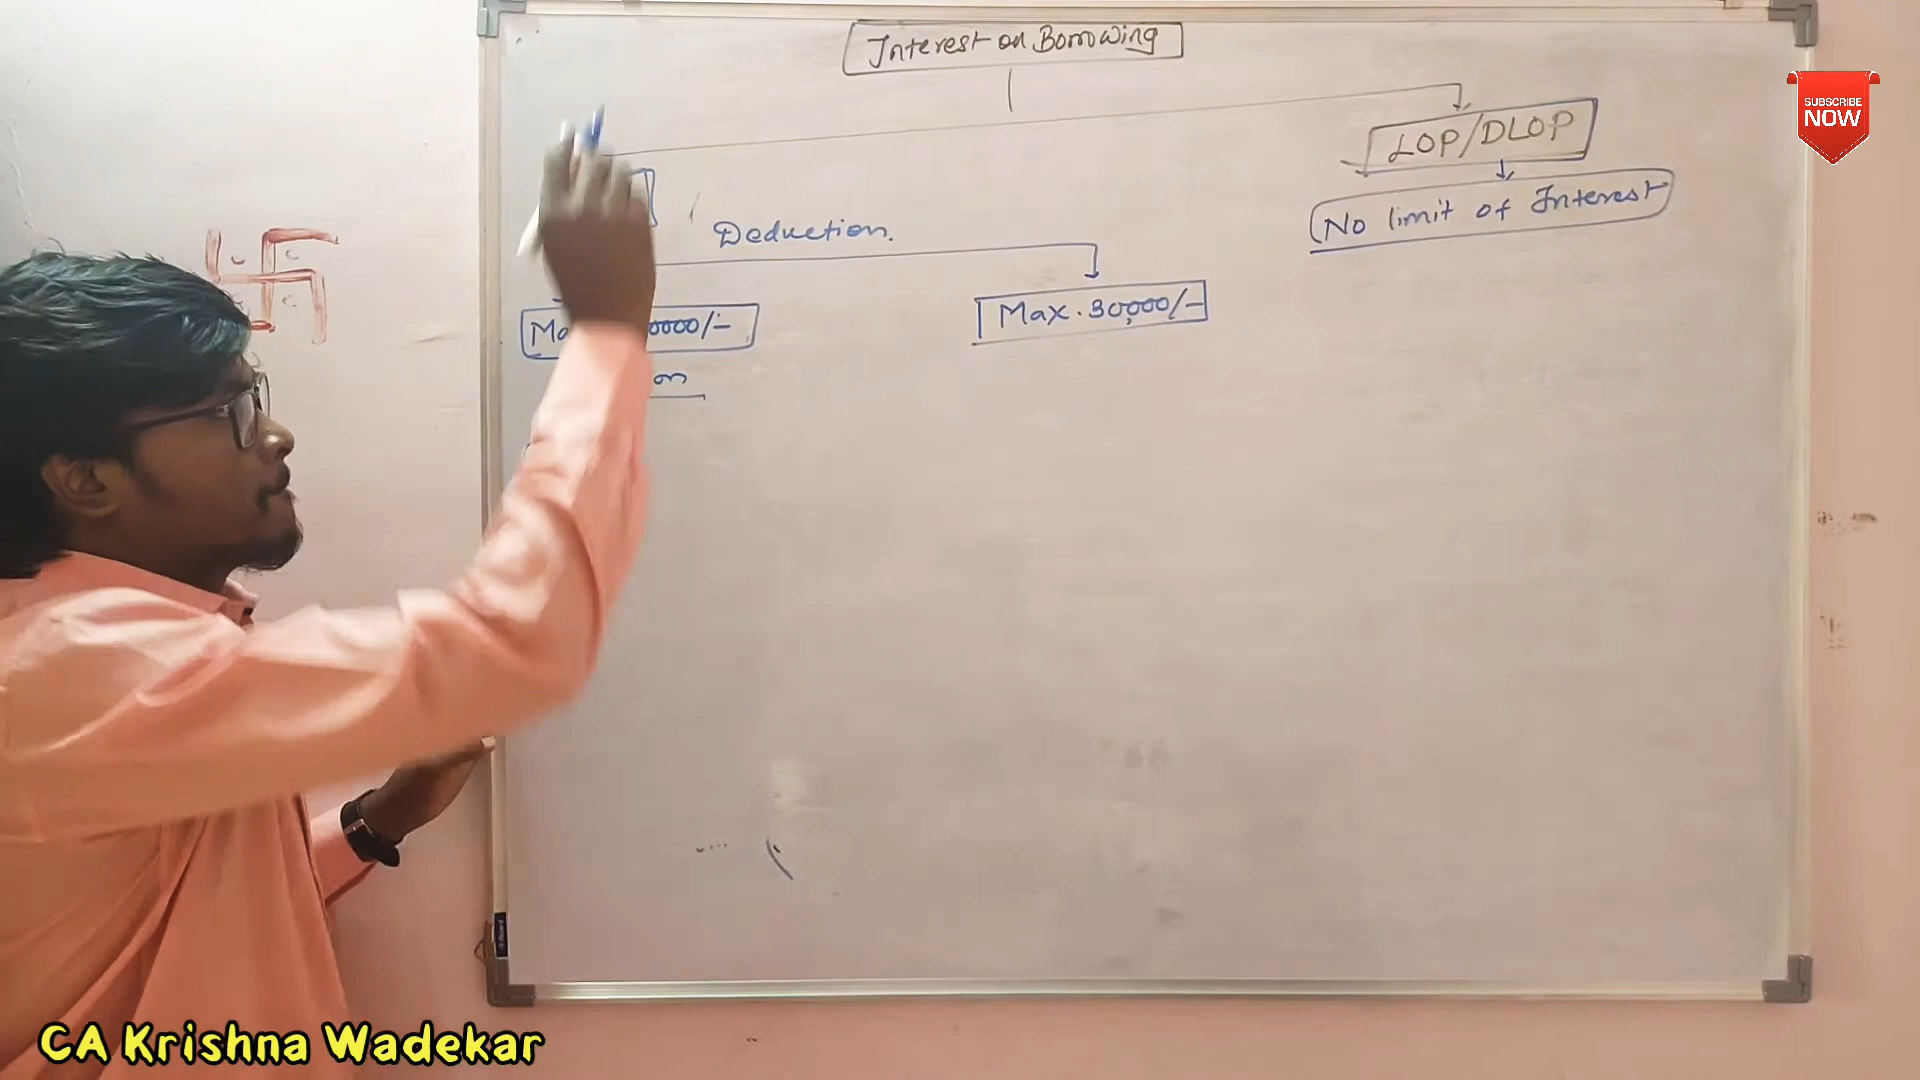 Interest on Borrowing
LOP/DLOP
No limit of Interest
Deduction.
0000/-
Max. 30,000/-
on
SUBSCRIBE
NOW
CA Krishna Wadekar